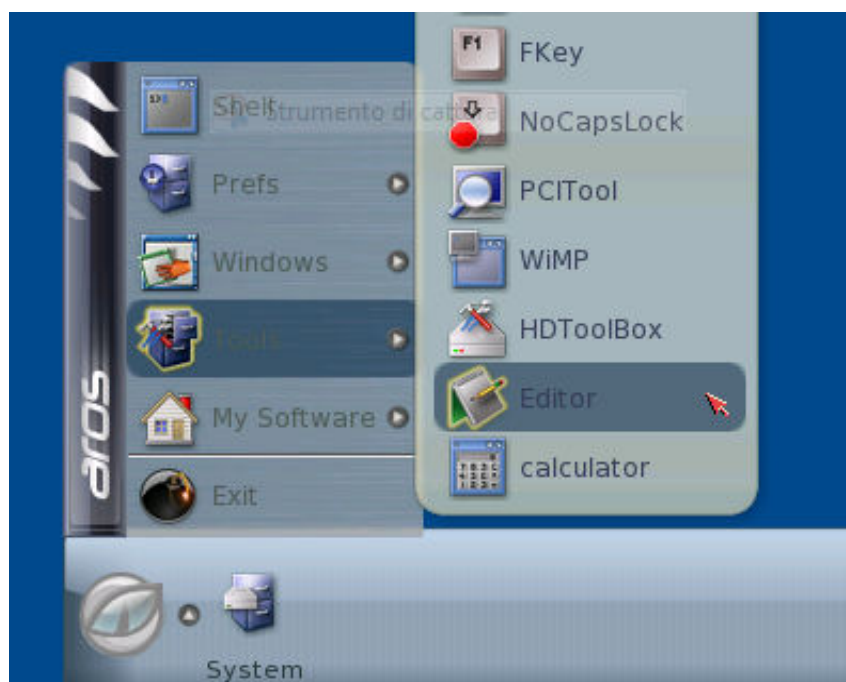 aros
Shell
Strumento di cattura
Prefs
Windows
Tools
My Software
Exit
F1
FKey
NoCapsLock
PCITool
WiMP
HDToolBox
Editor
calculator
System